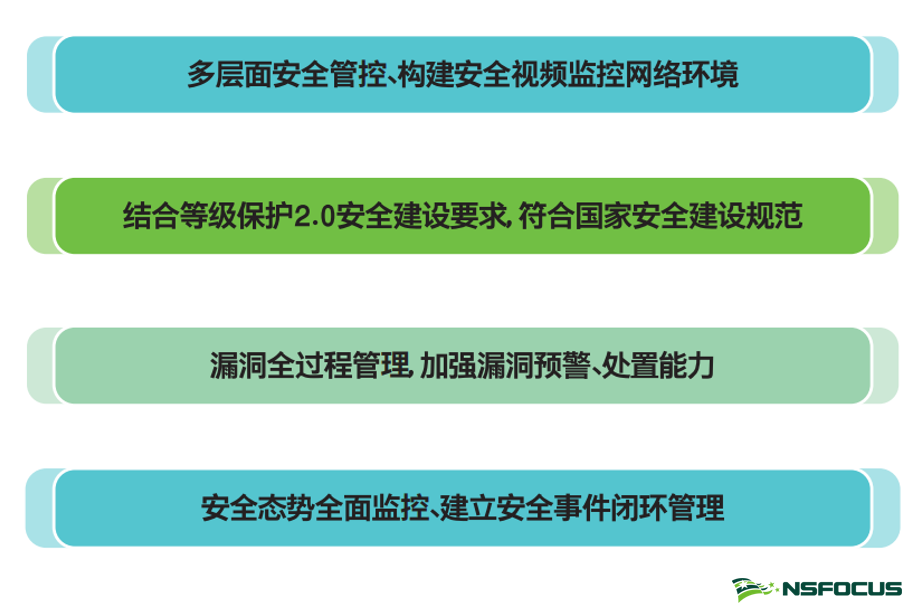 多层面安全管控、构建安全视频监控网络环境
结合等级保护2.0安全建设要求, 符合国家安全建设规范
漏洞全过程管理, 加强漏洞预警、处置能力
安全态势全面监控、建立安全事件闭环管理
NSFOCUS